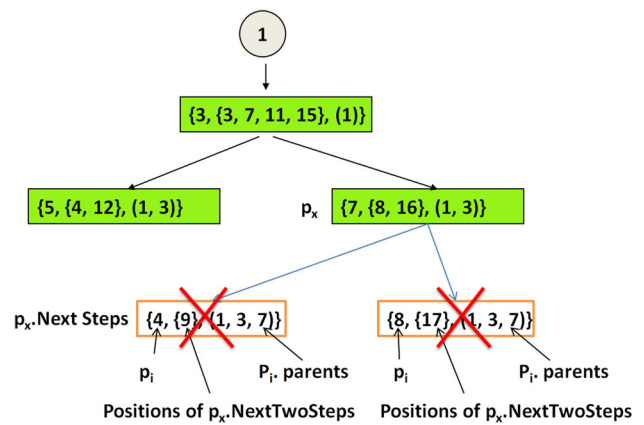 1
{3, {3, 7, 11, 15}, (1)}
{5, {4, 12}, (1, 3)}
pₓ {7, {8, 16}, (1, 3)}
pₓ.Next Steps {4, {9}, (1, 3, 7)} {8, {17}, (1, 3, 7)}
pᵢ Pᵢ. parents pᵢ Pᵢ. parents
Positions of pₓ.NextTwoSteps Positions of pₓ.NextTwoSteps